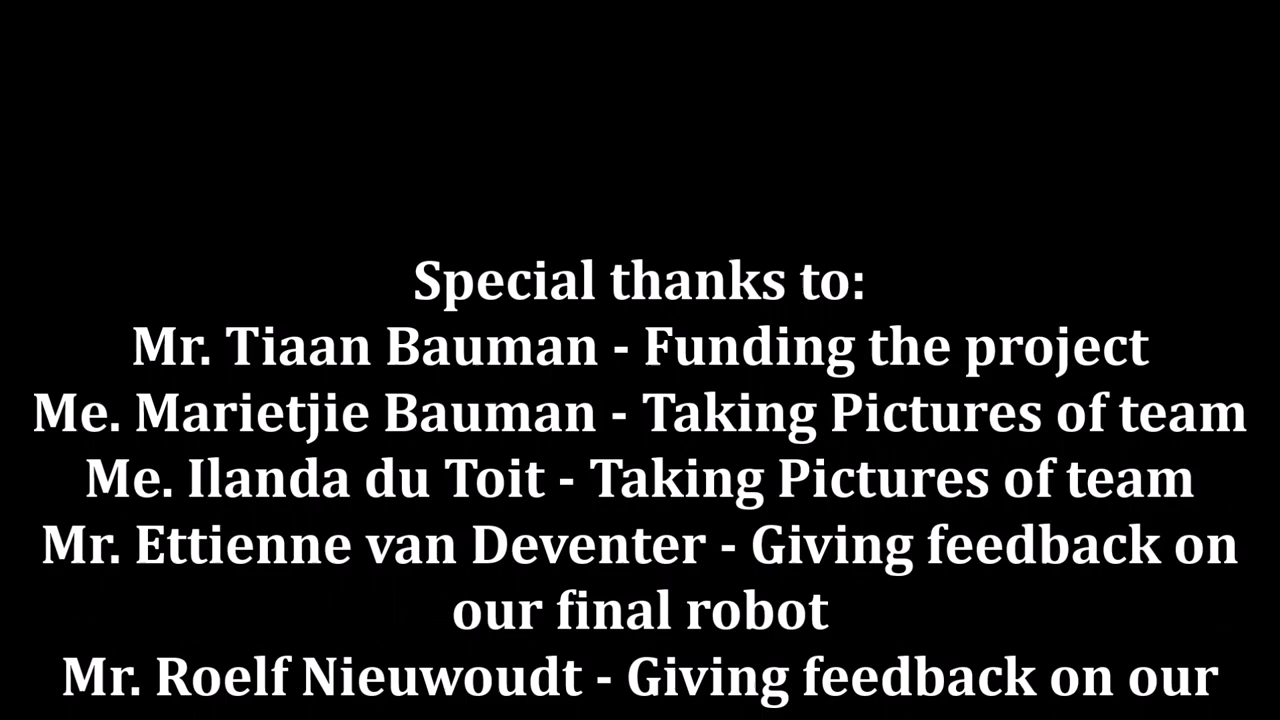 Special thanks to:
Mr. Tiaan Bauman - Funding the project
Me. Marietjie Bauman - Taking Pictures of team
Me. Ilanda du Toit - Taking Pictures of team
Mr. Ettienne van Deventer - Giving feedback on
our final robot
Mr. Roelf Nieuwoudt - Giving feedback on our